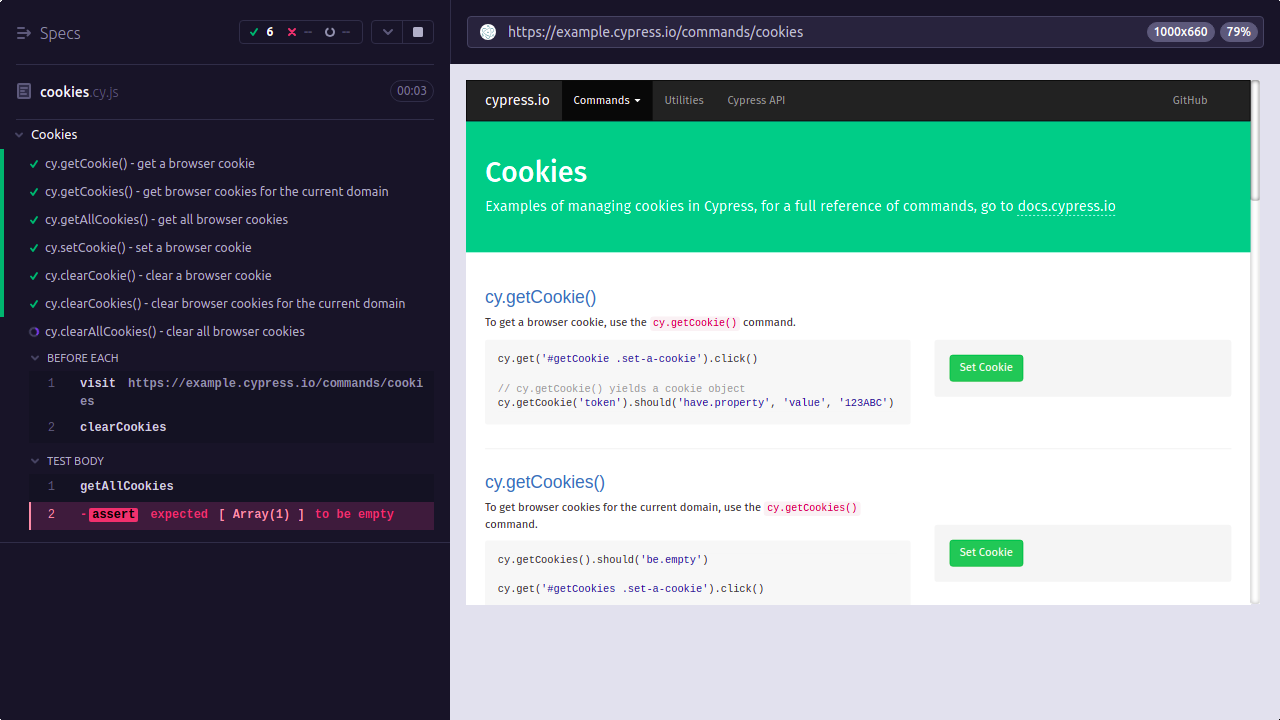 Specs
6 -- --
cookies.cy.js 00:03
Cookies
cy.getCookie() - get a browser cookie
cy.getCookies() - get browser cookies for the current domain
cy.getAllCookies() - get all browser cookies
cy.setCookie() - set a browser cookie
cy.clearCookie() - clear a browser cookie
cy.clearCookies() - clear browser cookies for the current domain
cy.clearAllCookies() - clear all browser cookies
BEFORE EACH
1 visit https://example.cypress.io/commands/cooki
es
2 clearCookies
TEST BODY
1 getAllCookies
2 -assert expected [ Array(1) ] to be empty
https://example.cypress.io/commands/cookies 1000x660 79%
cypress.io Commands Utilities Cypress API GitHub
Cookies
Examples of managing cookies in Cypress, for a full reference of commands, go to docs.cypress.io
cy.getCookie()
To get a browser cookie, use the cy.getCookie() command.
cy.get('#getCookie .set-a-cookie').click()
// cy.getCookie() yields a cookie object
cy.getCookie('token').should('have.property', 'value', '123ABC')
Set Cookie
cy.getCookies()
To get browser cookies for the current domain, use the cy.getCookies()
command.
cy.getCookies().should('be.empty')
cy.get('#getCookies .set-a-cookie').click()
Set Cookie